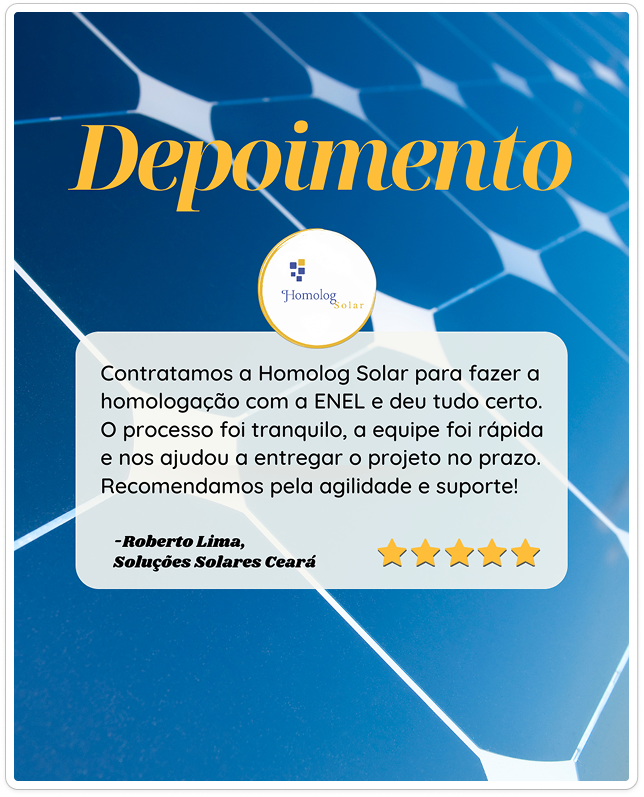 Depoimento
Homolog
Solar
Contratamos a Homolog Solar para fazer a
homologação com a ENEL e deu tudo certo.
O processo foi tranquilo, a equipe foi rápida
e nos ajudou a entregar o projeto no prazo.
Recomendamos pela agilidade e suporte!
-Roberto Lima,
Soluções Solares Ceará